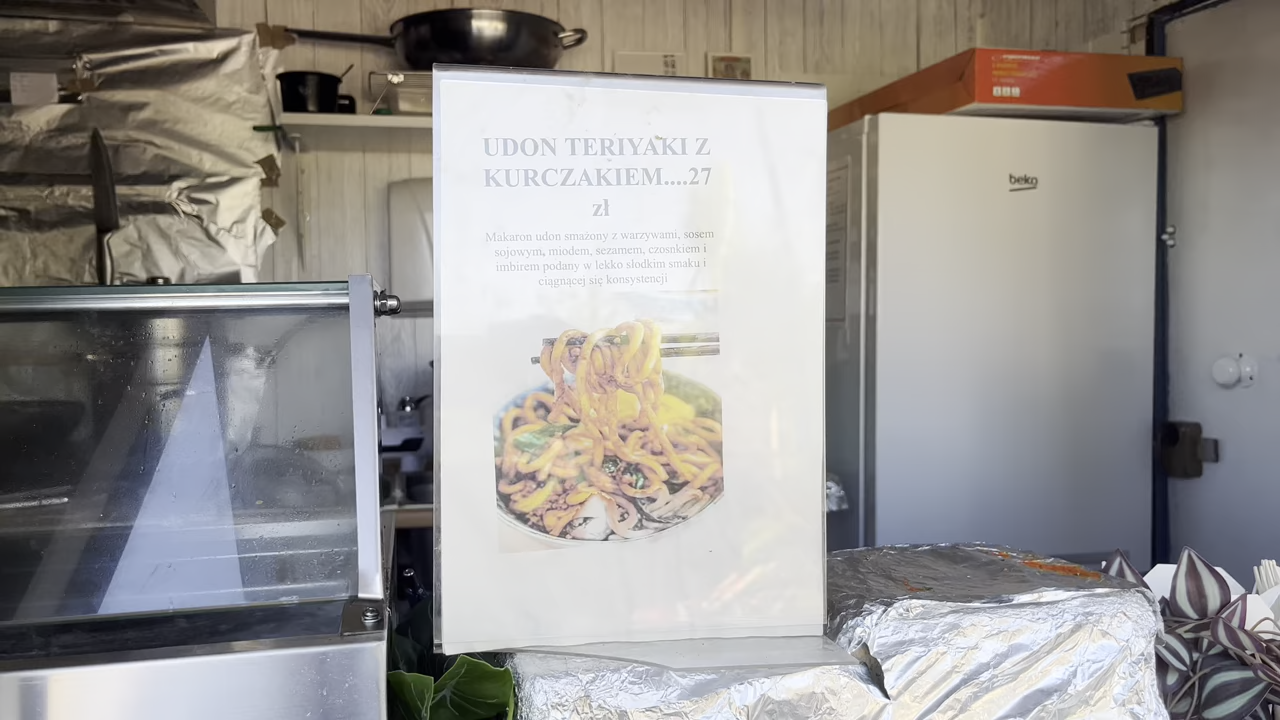 UDON TERIYAKI Z
KURCZAKIEM....27
zł
Makaron udon smażony z warzywami, sosem
sojowym, miodem, sezamem, czosnkiem i
imbirem podany w lekko słodkim smaku i
ciągnącej się konsystencji
beko